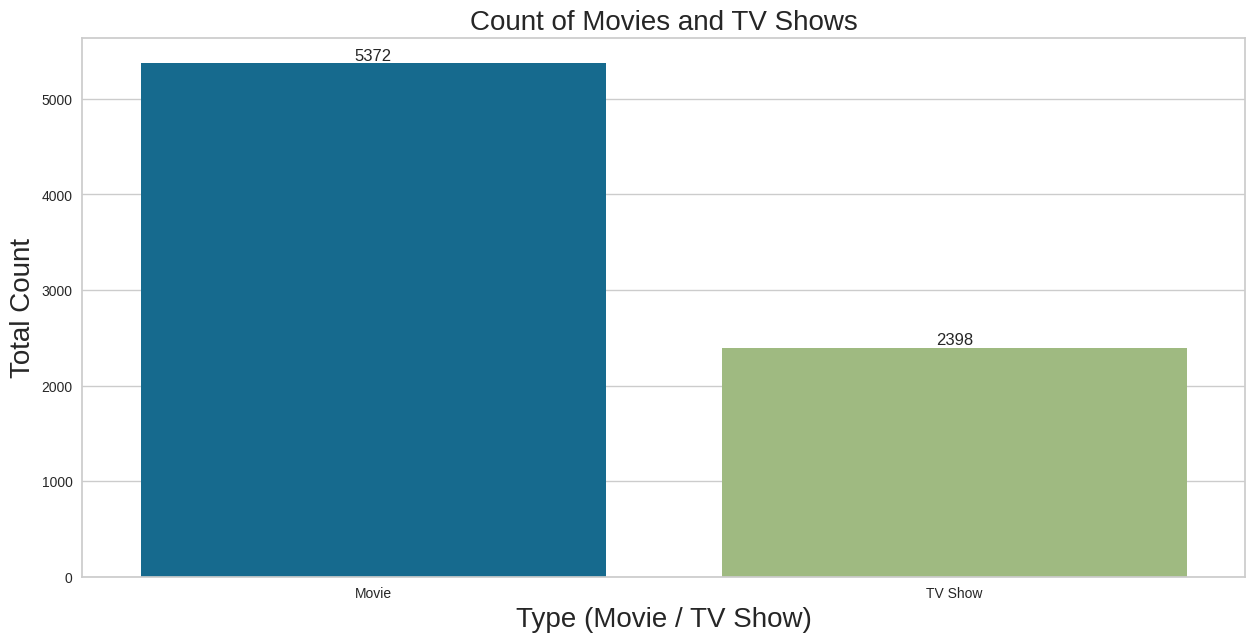 Count of Movies and TV Shows
5372
2398
5000
4000
3000
2000
1000
0
Total Count
Movie
TV Show
Type (Movie / TV Show)